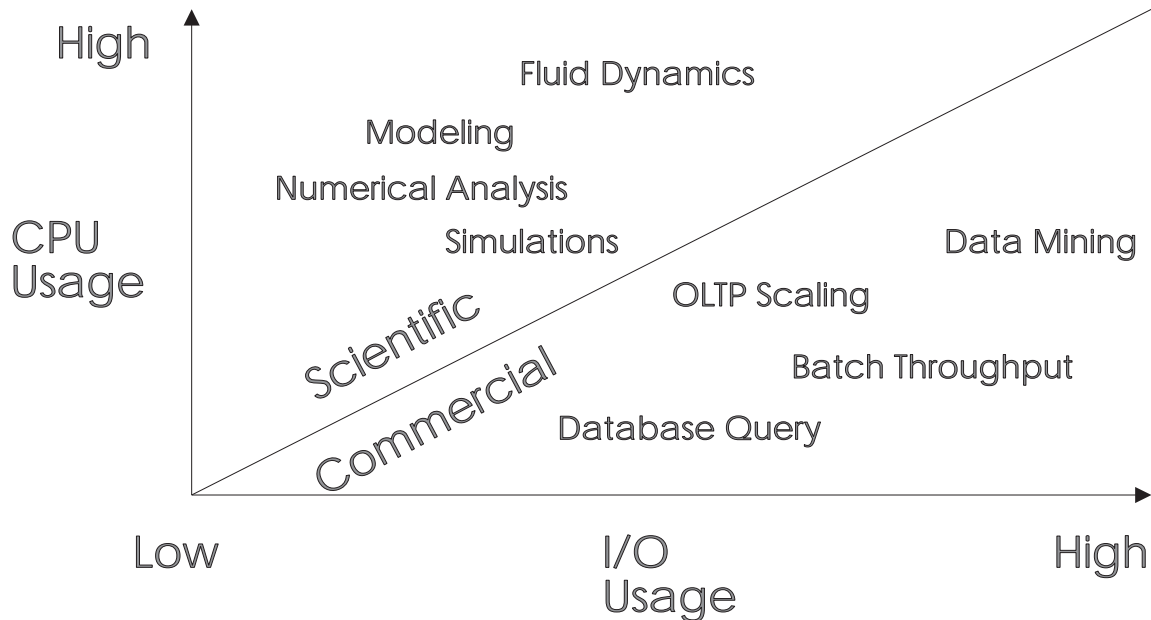 High
Fluid Dynamics
Modeling
Numerical Analysis
CPU
Usage
Simulations
Data Mining
OLTP Scaling
Scientific
Commercial
Batch Throughput
Database Query
Low
I/O
Usage
High